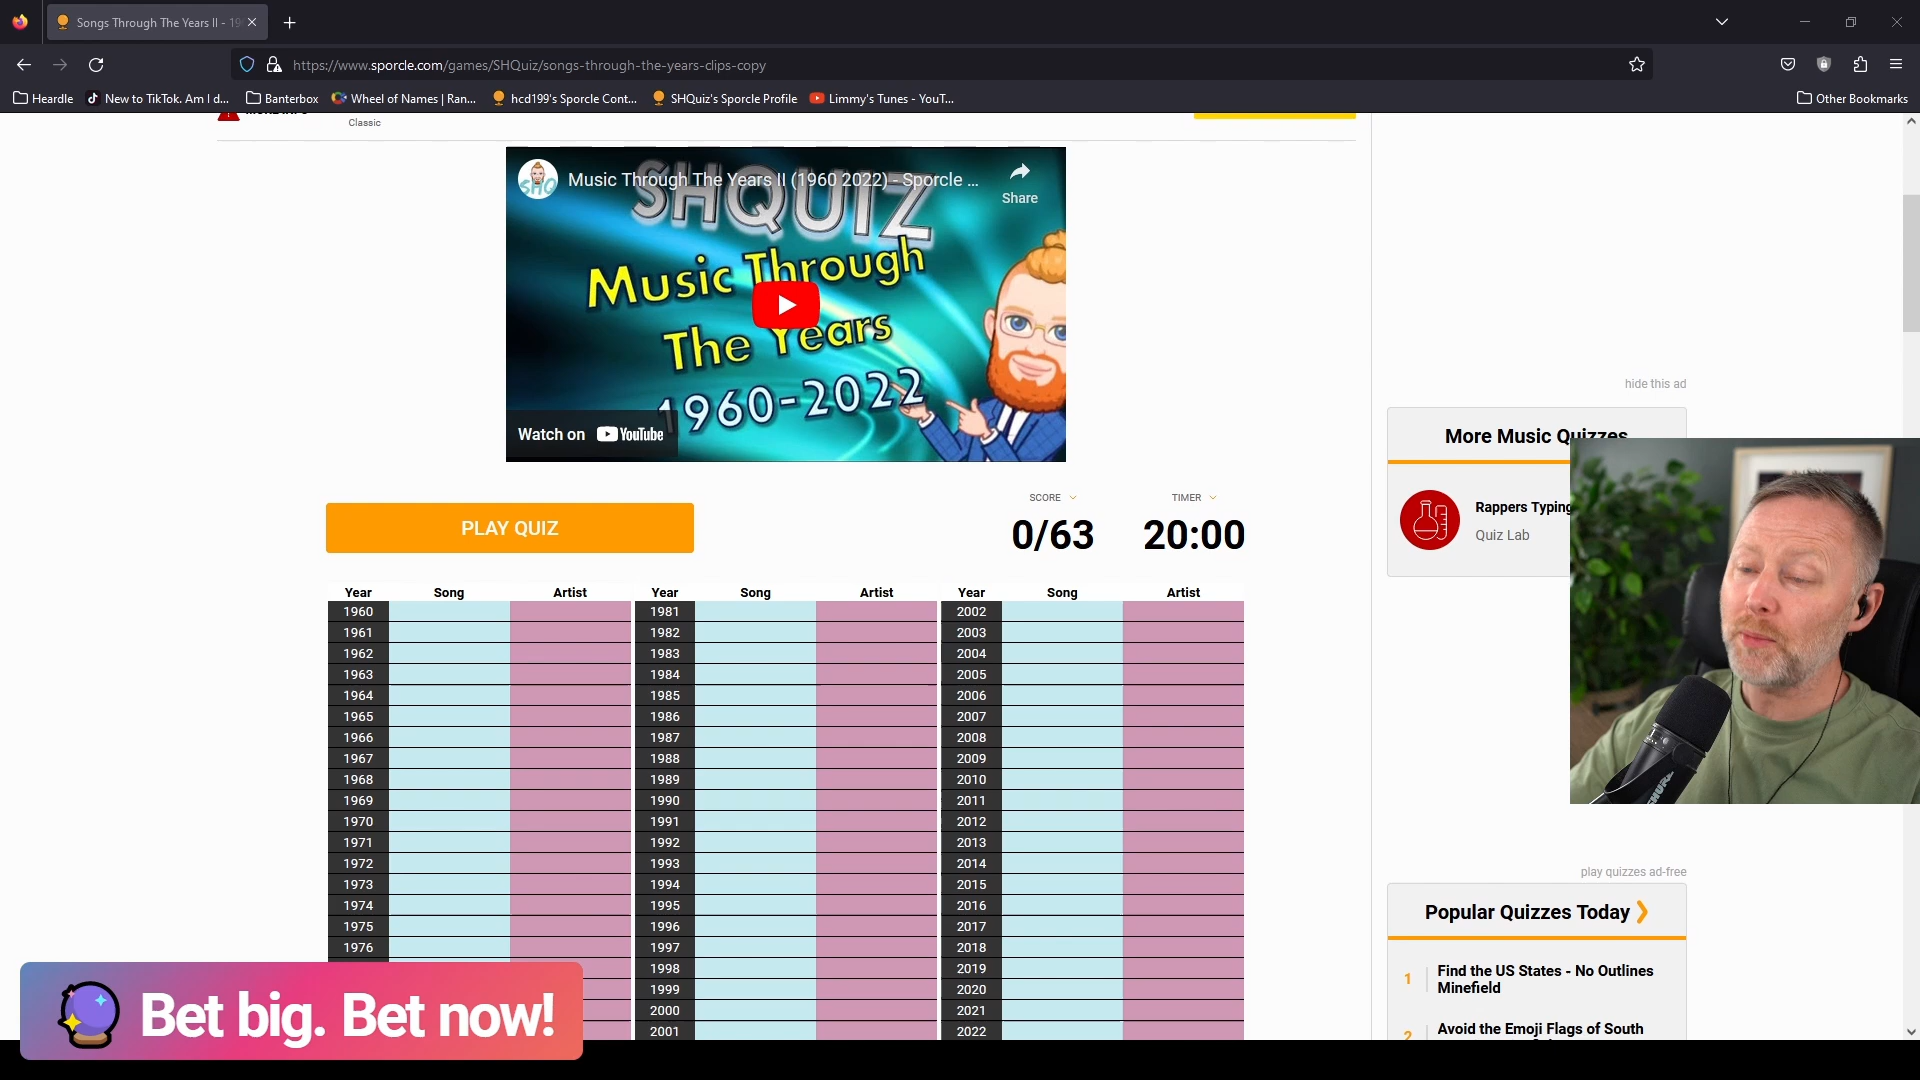 Songs Through The Years II - 19
https://www.sporcle.com/games/SHQuiz/songs-through-the-years-clips-copy
Heardle
New to TikTok. Am I d...
Banterbox
Wheel of Names | Ran...
hcd199's Sporcle Cont...
SHQuiz's Sporcle Profile
Limmy's Tunes - YouT...
Other Bookmarks
Classic
Music Through The Years II (1960 2022) - Sporcle ...
Share
SHQ
SHQUIZ
Music Through
The Years
1960-2022
Watch on YouTube
hide this ad
More Music Quizzes
Rappers Typing
Quiz Lab
PLAY QUIZ
SCORE
0/63
TIMER
20:00
Year Song Artist Year Song Artist Year Song Artist
1960 1981 2002
1961 1982 2003
1962 1983 2004
1963 1984 2005
1964 1985 2006
1965 1986 2007
1966 1987 2008
1967 1988 2009
1968 1989 2010
1969 1990 2011
1970 1991 2012
1971 1992 2013
1972 1993 2014
1973 1994 2015
1974 1995 2016
1975 1996 2017
1976 1997 2018
1998 2019
1999 2020
2000 2021
2001 2022
SHURE
play quizzes ad-free
Popular Quizzes Today
1 Find the US States - No Outlines
Minefield
2 Avoid the Emoji Flags of South
Bet big. Bet now!